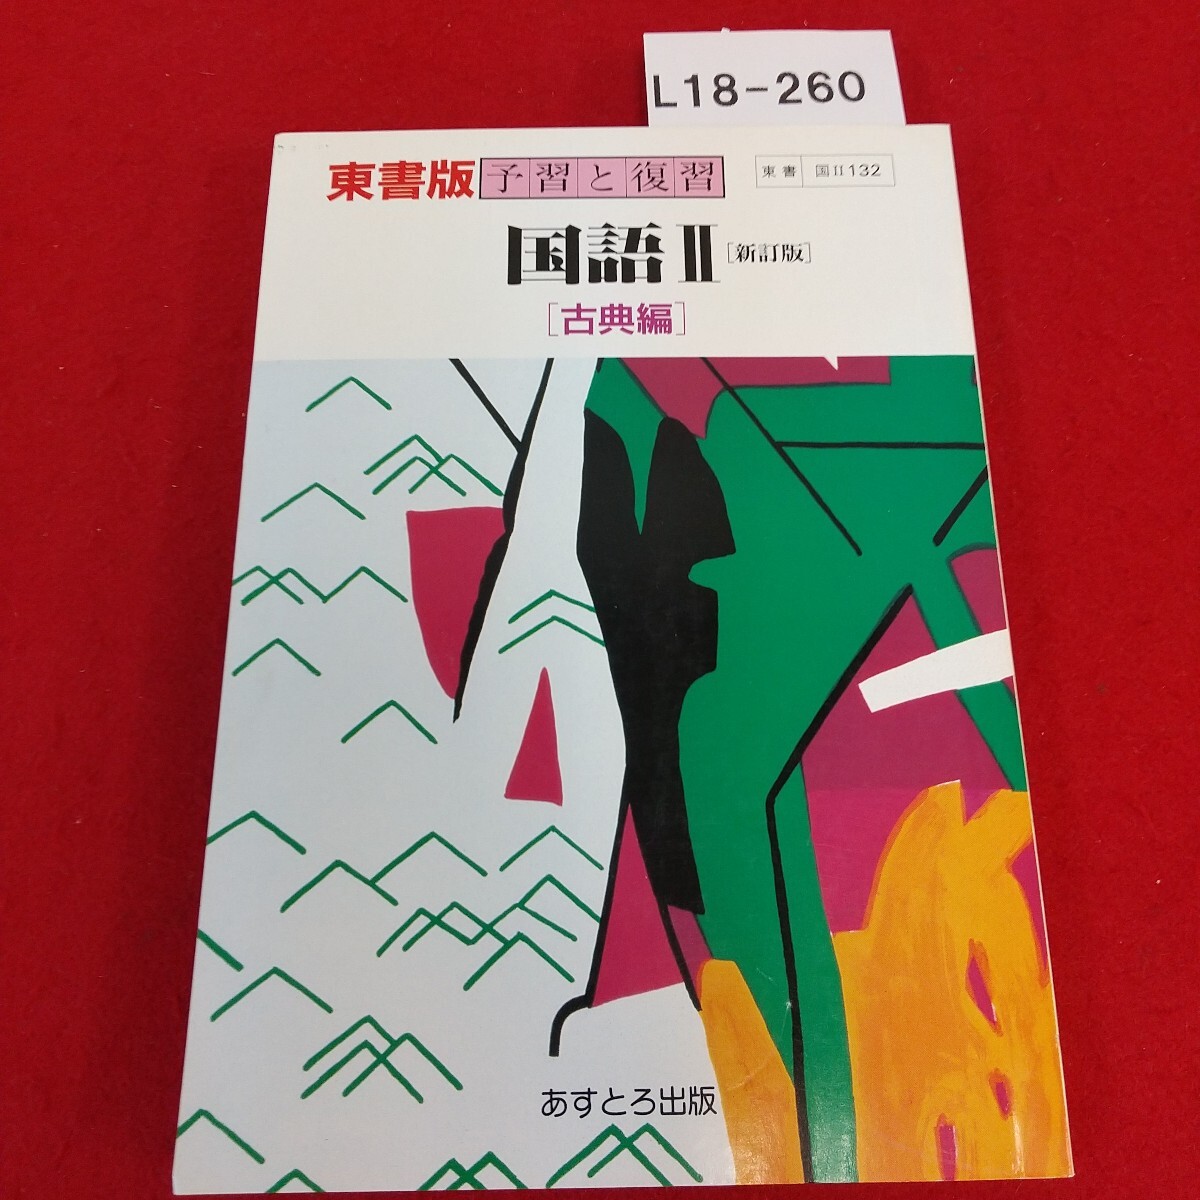 L18-260
東書版 予習と復習
東書 国II132
国語II [新訂版]
[古典編]
あすとろ出版